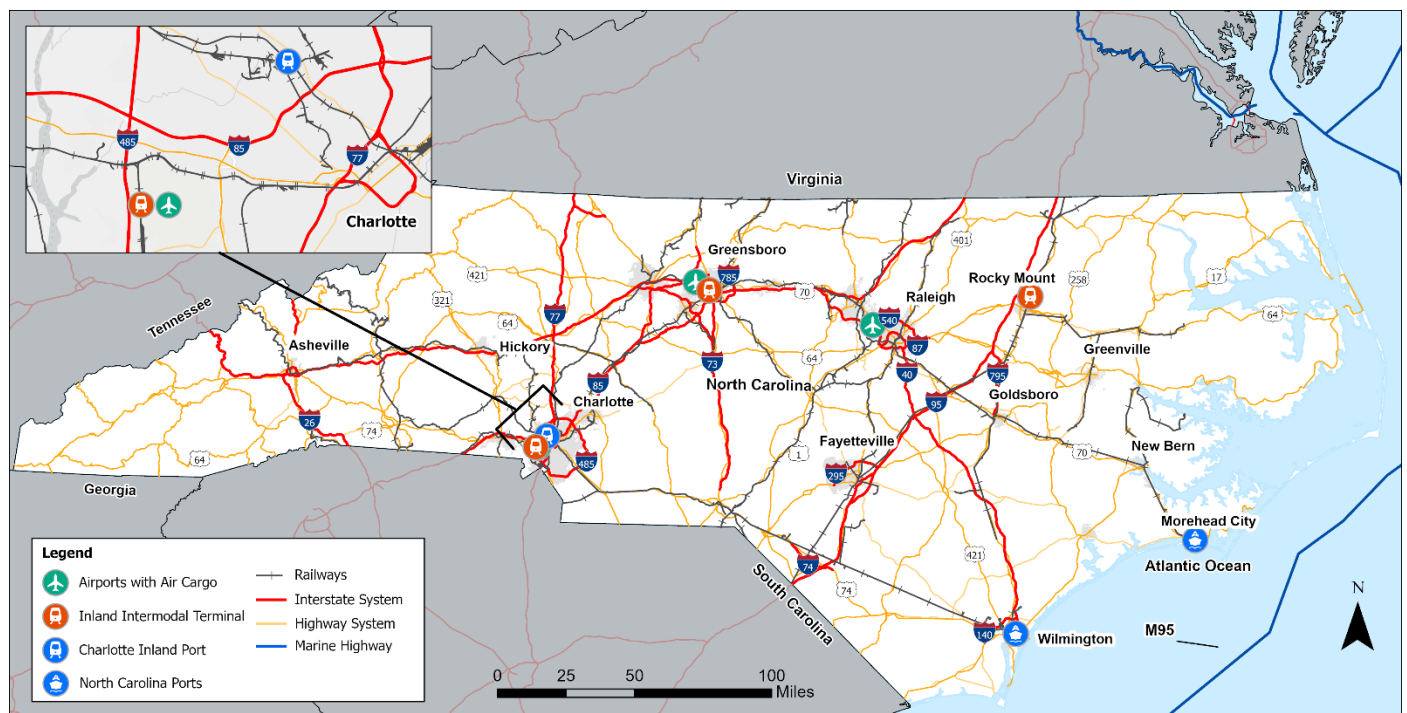 485
85
77
Charlotte
Virginia
Greensboro
785
421
401
Rocky Mount
258
17
321
70
Raleigh
540
64
Tennessee
77
64
Asheville
Hickory
87
Greenville
64
73
40
North Carolina
795
85
Charlotte
95
Goldsboro
26
74
Fayetteville
New Bern
64
485
295
1
70
Georgia
Morehead City
421
Atlantic Ocean
74
74
South Carolina
140
Wilmington
M95
N
Legend
Airports with Air Cargo
Inland Intermodal Terminal
Charlotte Inland Port
North Carolina Ports
Railways
Interstate System
Highway System
Marine Highway
0 25 50 100
Miles